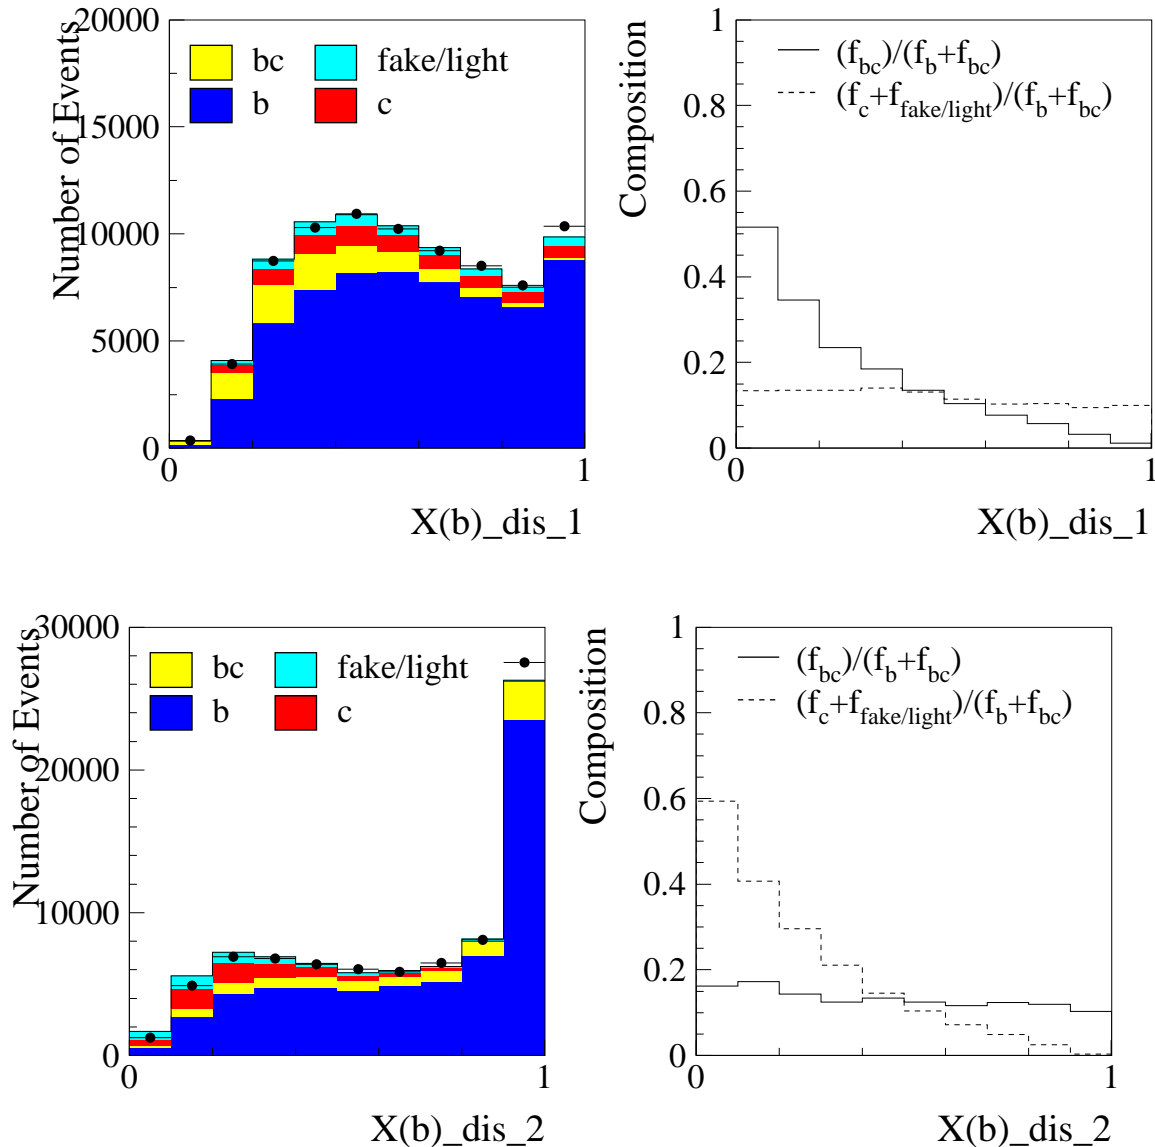 20000
15000
10000
5000
0
0
1
Number of Events
bc
fake/light
b
c
X(b)_dis_1
1
0.8
0.6
0.4
0.2
0
0
1
Composition
(f_bc)/(f_b+f_bc)
(f_c+f_fake/light)/(f_b+f_bc)
X(b)_dis_1
30000
20000
10000
0
0
1
Number of Events
bc
fake/light
b
c
X(b)_dis_2
1
0.8
0.6
0.4
0.2
0
0
1
Composition
(f_bc)/(f_b+f_bc)
(f_c+f_fake/light)/(f_b+f_bc)
X(b)_dis_2